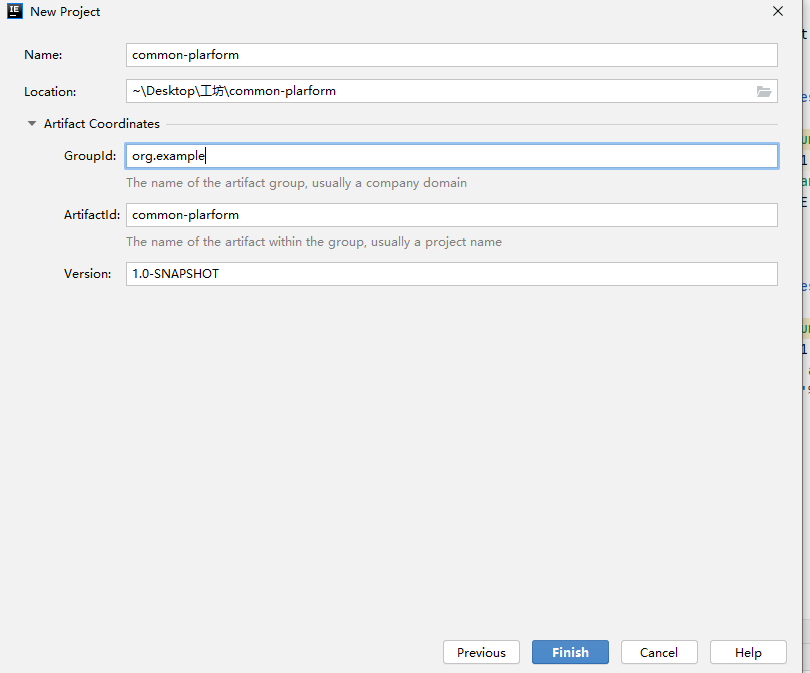 New Project
Name:
common-plarform
Location:
~\Desktop\工坊\common-plarform
Artifact Coordinates
GroupId:
org.example
The name of the artifact group, usually a company domain
ArtifactId:
common-plarform
The name of the artifact within the group, usually a project name
Version:
1.0-SNAPSHOT
Previous
Finish
Cancel
Help